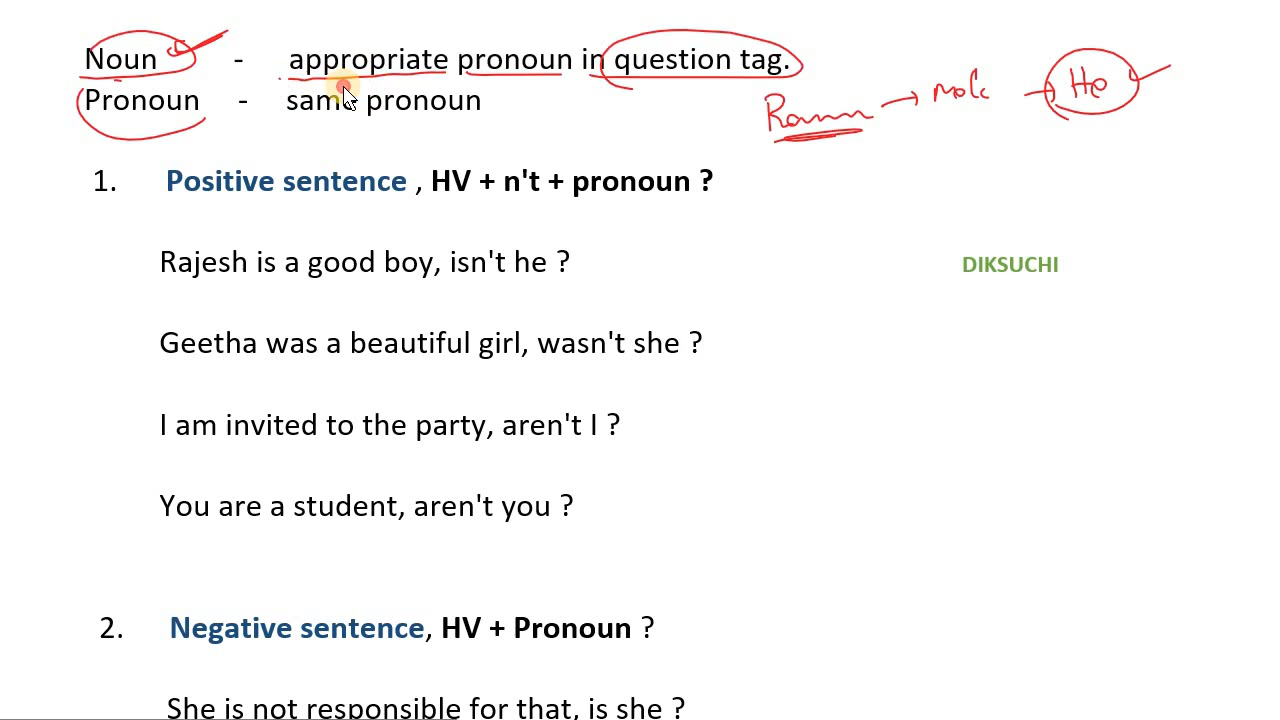 Noun - appropriate pronoun in question tag.
Pronoun - same pronoun
Ramu → male → He
1. Positive sentence , HV + n't + pronoun ?
Rajesh is a good boy, isn't he ?
DIKSUCHI
Geetha was a beautiful girl, wasn't she ?
I am invited to the party, aren't I ?
You are a student, aren't you ?
2. Negative sentence, HV + Pronoun ?
She is not responsible for that, is she ?